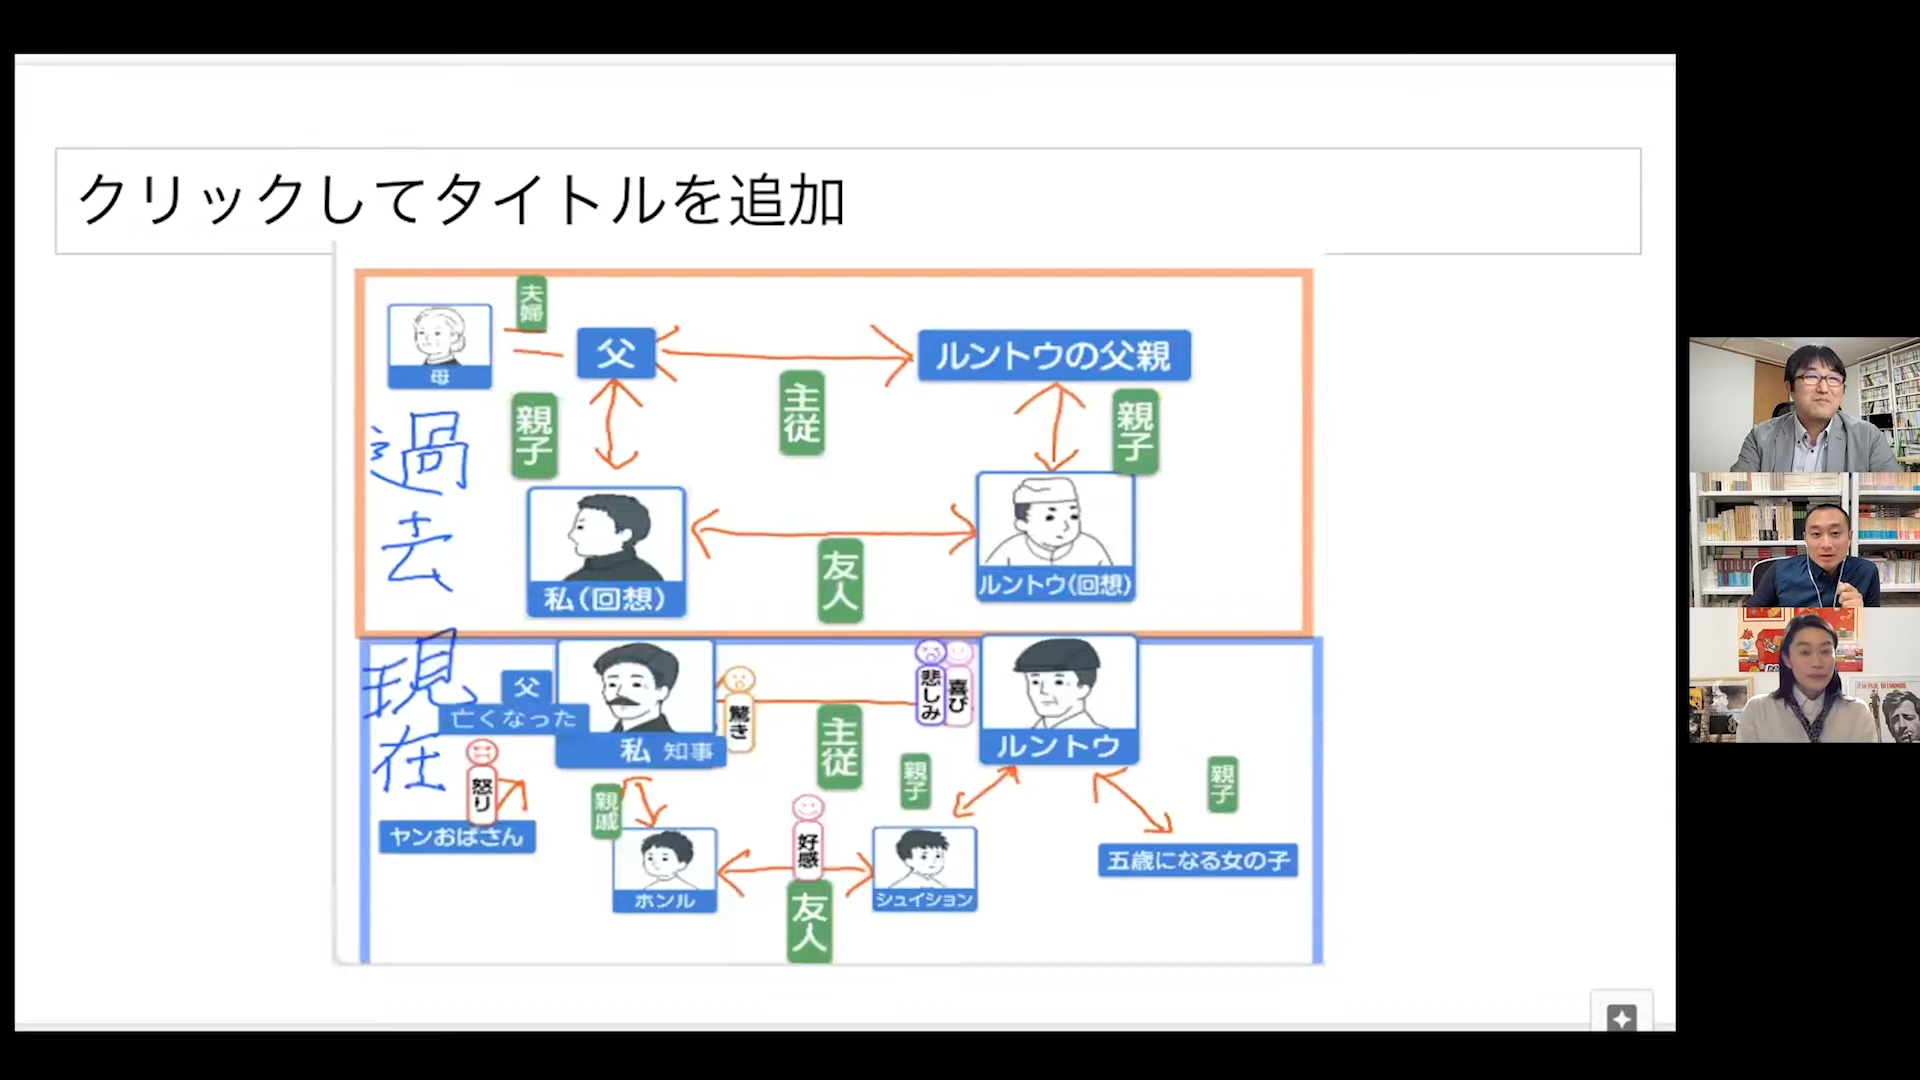 クリックしてタイトルを追加
夫婦
母
父
ルントウの父親
主従
親子
親子
過去
私(回想)
友人
ルントウ(回想)
現在
父
亡くなった
私 知事
驚き
主従
悲しみ
喜び
ルントウ
怒り
ヤンおばさん
親戚
ホンル
好感
友人
親子
シュイション
親子
五歳になる女の子